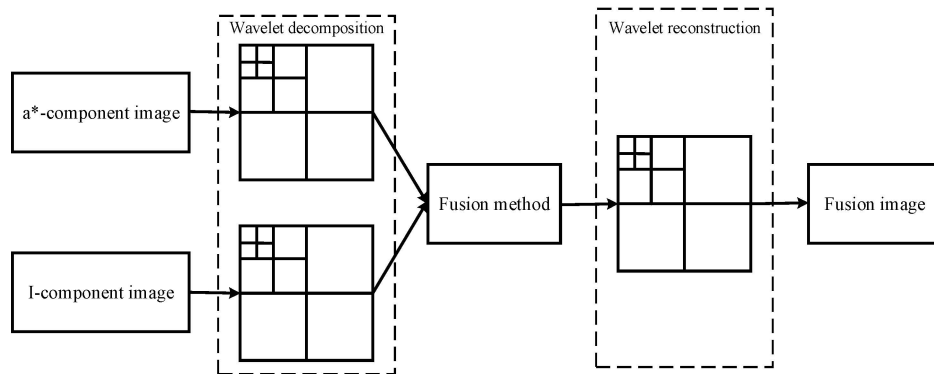 Wavelet decomposition
Wavelet reconstruction
a*-component image
Fusion method
Fusion image
I-component image